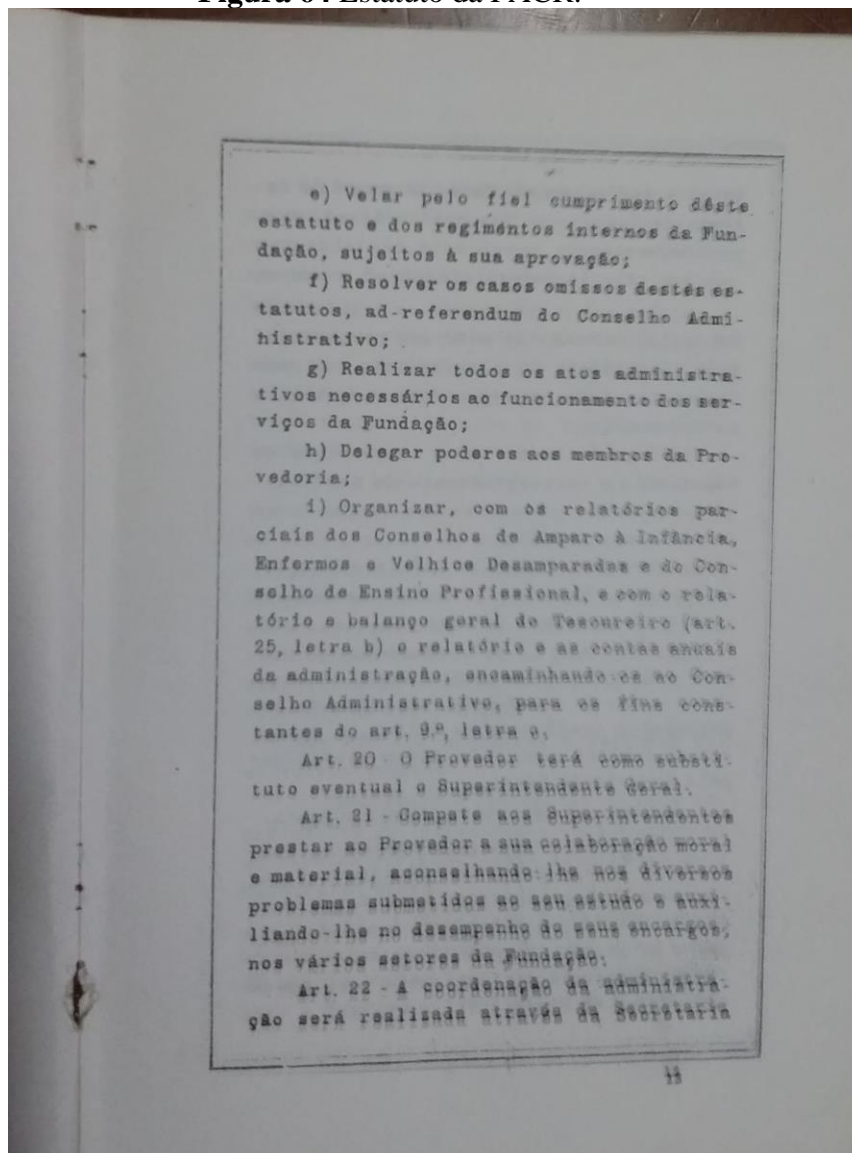 Estatuto da FACR.
e) Velar pelo fiel cumprimento dêste
estatuto e dos regimentos internos da Fun-
dação, sujeitos à sua aprovação;
f) Resolver os casos omissos destes es-
tatutos, ad-referendum do Conselho Admi-
nistrativo;
g) Realizar todos os atos administra-
tivos necessários ao funcionamento dos ser-
viços da Fundação;
h) Delegar poderes aos membros da Pro-
vedoria;
i) Organizar, com os relatórios par-
ciais dos Conselhos de Amparo à Infância,
Enfermos e Velhice Desamparadas e do Con-
selho de Ensino Profissional, e com o rela-
tório e balanço geral do Tesoureiro (art.
25, letra b) o relatório e as contas anuais
da administração, encaminhando-os ao Con-
selho Administrativo, para os fins cons-
tantes do art. 9.º, letra e.
Art. 20 - O Provedor terá como substi-
tuto eventual o Superintendente Geral.
Art. 21 - Compete aos Superintendentes
prestar ao Provedor a sua colaboração moral
e material, aconselhando-lhe nos diversos
problemas submetidos ao seu estudo e auxi-
liando-lhe no desempenho de seus encargos,
nos vários setores da Fundação.
Art. 22 - A coordenação da administra-
ção será realizada através da Secretaria